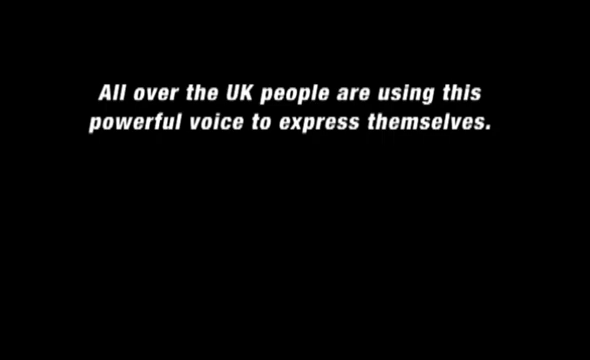 All over the UK people are using this
powerful voice to express themselves.